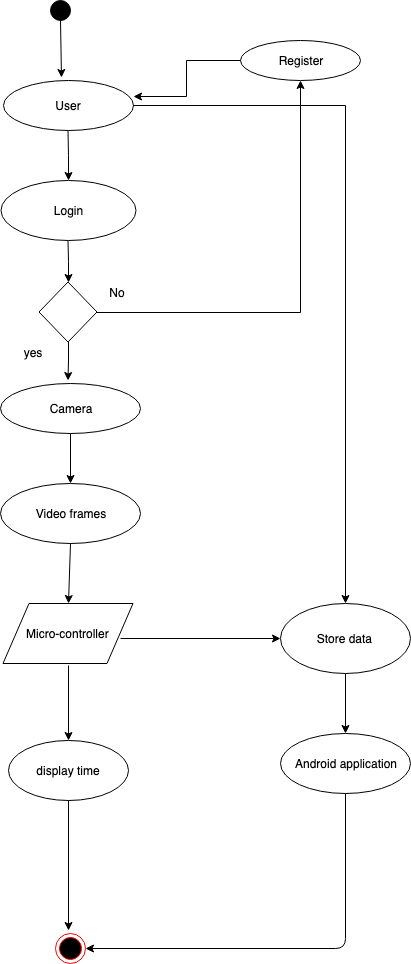 Register
User
Login
No
yes
Camera
Video frames
Micro-controller
Store data
Android application
display time